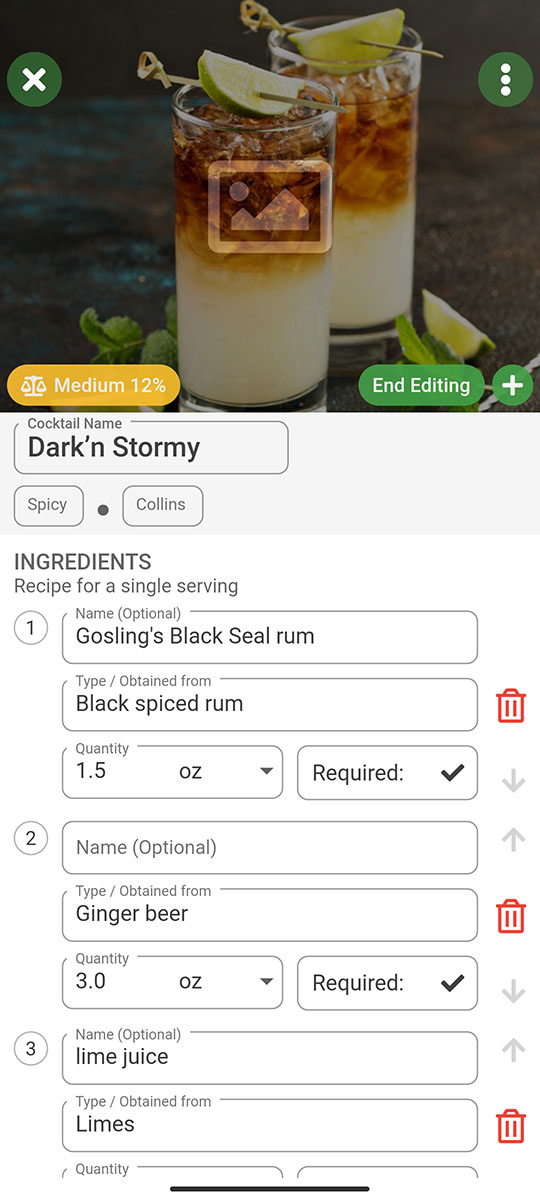 Medium 12%
End Editing
Cocktail Name
Dark’n Stormy
Spicy
Collins
INGREDIENTS
Recipe for a single serving
1
Name (Optional)
Gosling's Black Seal rum
Type / Obtained from
Black spiced rum
Quantity
1.5 oz
Required:
2
Name (Optional)
Type / Obtained from
Ginger beer
Quantity
3.0 oz
Required:
3
Name (Optional)
lime juice
Type / Obtained from
Limes
Quantity